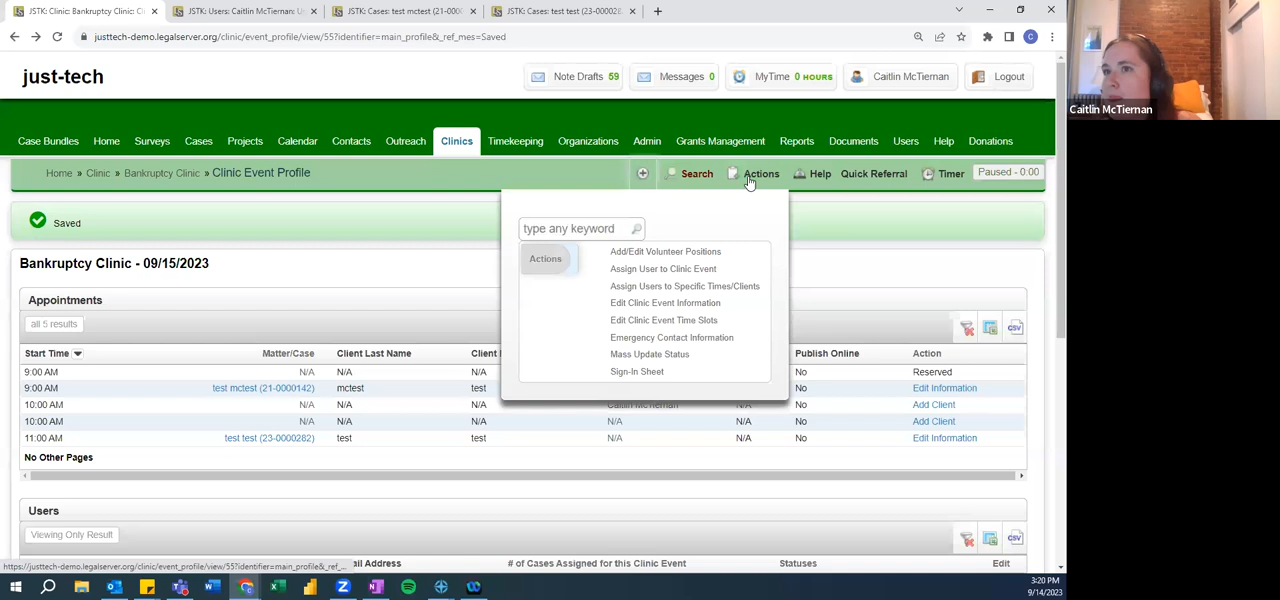 JSTK: Clinic: Bankruptcy Clinic: C
JSTK: Users: Caitlin McTiernan: U
JSTK: Cases: test mctest (21-000
JSTK: Cases: test test (23-00028
justtech-demo.legalserver.org/clinic/event_profile/view/55?identifier=main_profile&_ref_mes=Saved
C
just-tech
Note Drafts 59
Messages 0
MyTime 0 HOURS
Caitlin McTiernan
Logout
Case Bundles Home Surveys Cases Projects Calendar Contacts Outreach Clinics Timekeeping Organizations Admin Grants Management Reports Documents Users Help Donations
Home » Clinic » Bankruptcy Clinic » Clinic Event Profile
Search Actions Help Quick Referral Timer Paused - 0:00
Saved
type any keyword
Actions
Add/Edit Volunteer Positions
Assign User to Clinic Event
Assign Users to Specific Times/Clients
Edit Clinic Event Information
Edit Clinic Event Time Slots
Emergency Contact Information
Mass Update Status
Sign-In Sheet
Bankruptcy Clinic - 09/15/2023
Appointments
all 5 results
CSV
Start Time Matter/Case Client Last Name Client Publish Online Action
9:00 AM N/A N/A N/A No Reserved
9:00 AM test mctest (21-0000142) mctest test No Edit Information
10:00 AM N/A N/A N/A Caitlin McTiernan N/A No Add Client
10:00 AM N/A N/A N/A N/A N/A No Add Client
11:00 AM test test (23-0000282) test test N/A N/A No Edit Information
No Other Pages
Users
Viewing Only Result
CSV
https://justtech-demo.legalserver.org/clinic/event_profile/view/55?identifier=main_profile&_ref_...
ail Address # of Cases Assigned for this Clinic Event Statuses Edit
3:20 PM
9/14/2023
Caitlin McTiernan